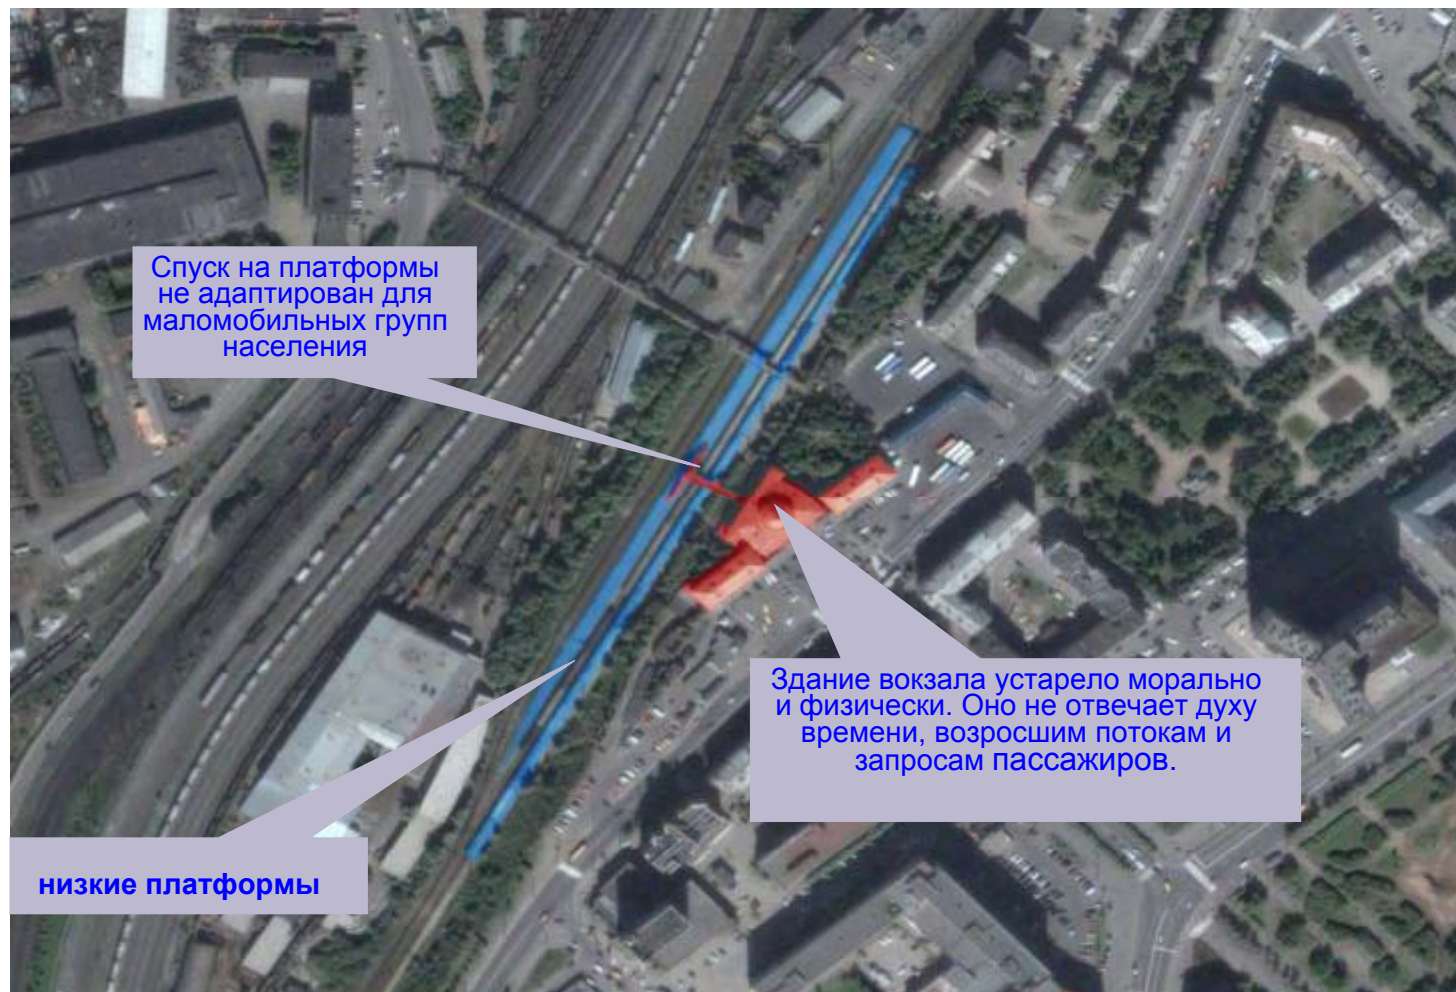 Спуск на платформы
не адаптирован для
маломобильных групп
населения
Здание вокзала устарело морально
и физически. Оно не отвечает духу
времени, возросшим потокам и
запросам пассажиров.
низкие платформы